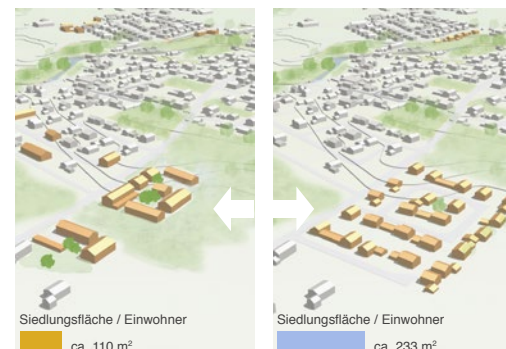 Siedlungsfläche / Einwohner
ca. 110 m²
Siedlungsfläche / Einwohner
ca. 233 m²